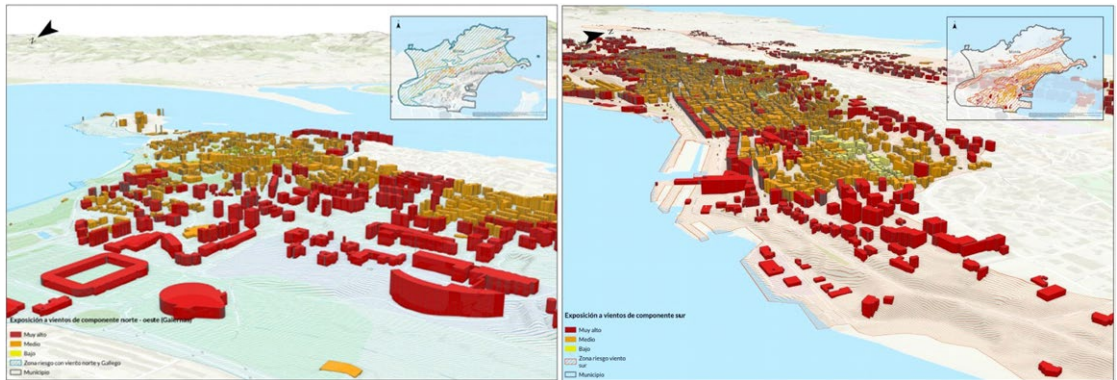 Exposición a vientos de componente norte - oeste (Galernas)
Muy alto
Medio
Bajo
Zona riesgo con viento norte y Gallego
Municipio
Exposición a vientos de componente sur
Muy alto
Medio
Bajo
Zona riesgo viento
sur
Municipio